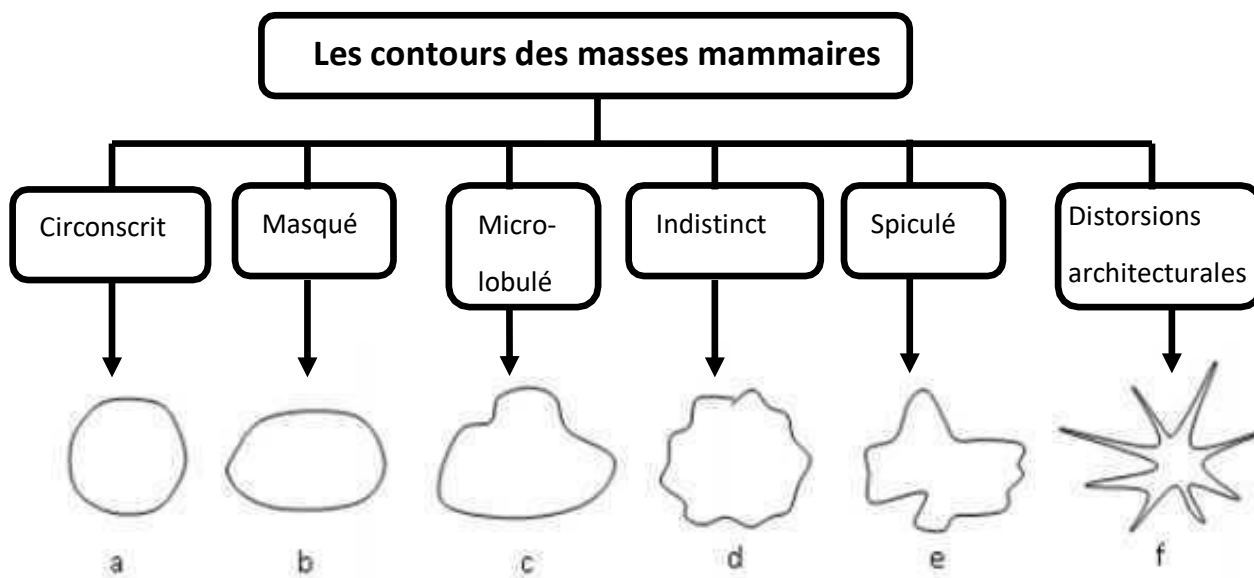 Les contours des masses mammaires
Circonscrit
Masqué
Micro-
lobulé
Indistinct
Spiculé
Distorsions
architecturales
a
b
c
d
e
f